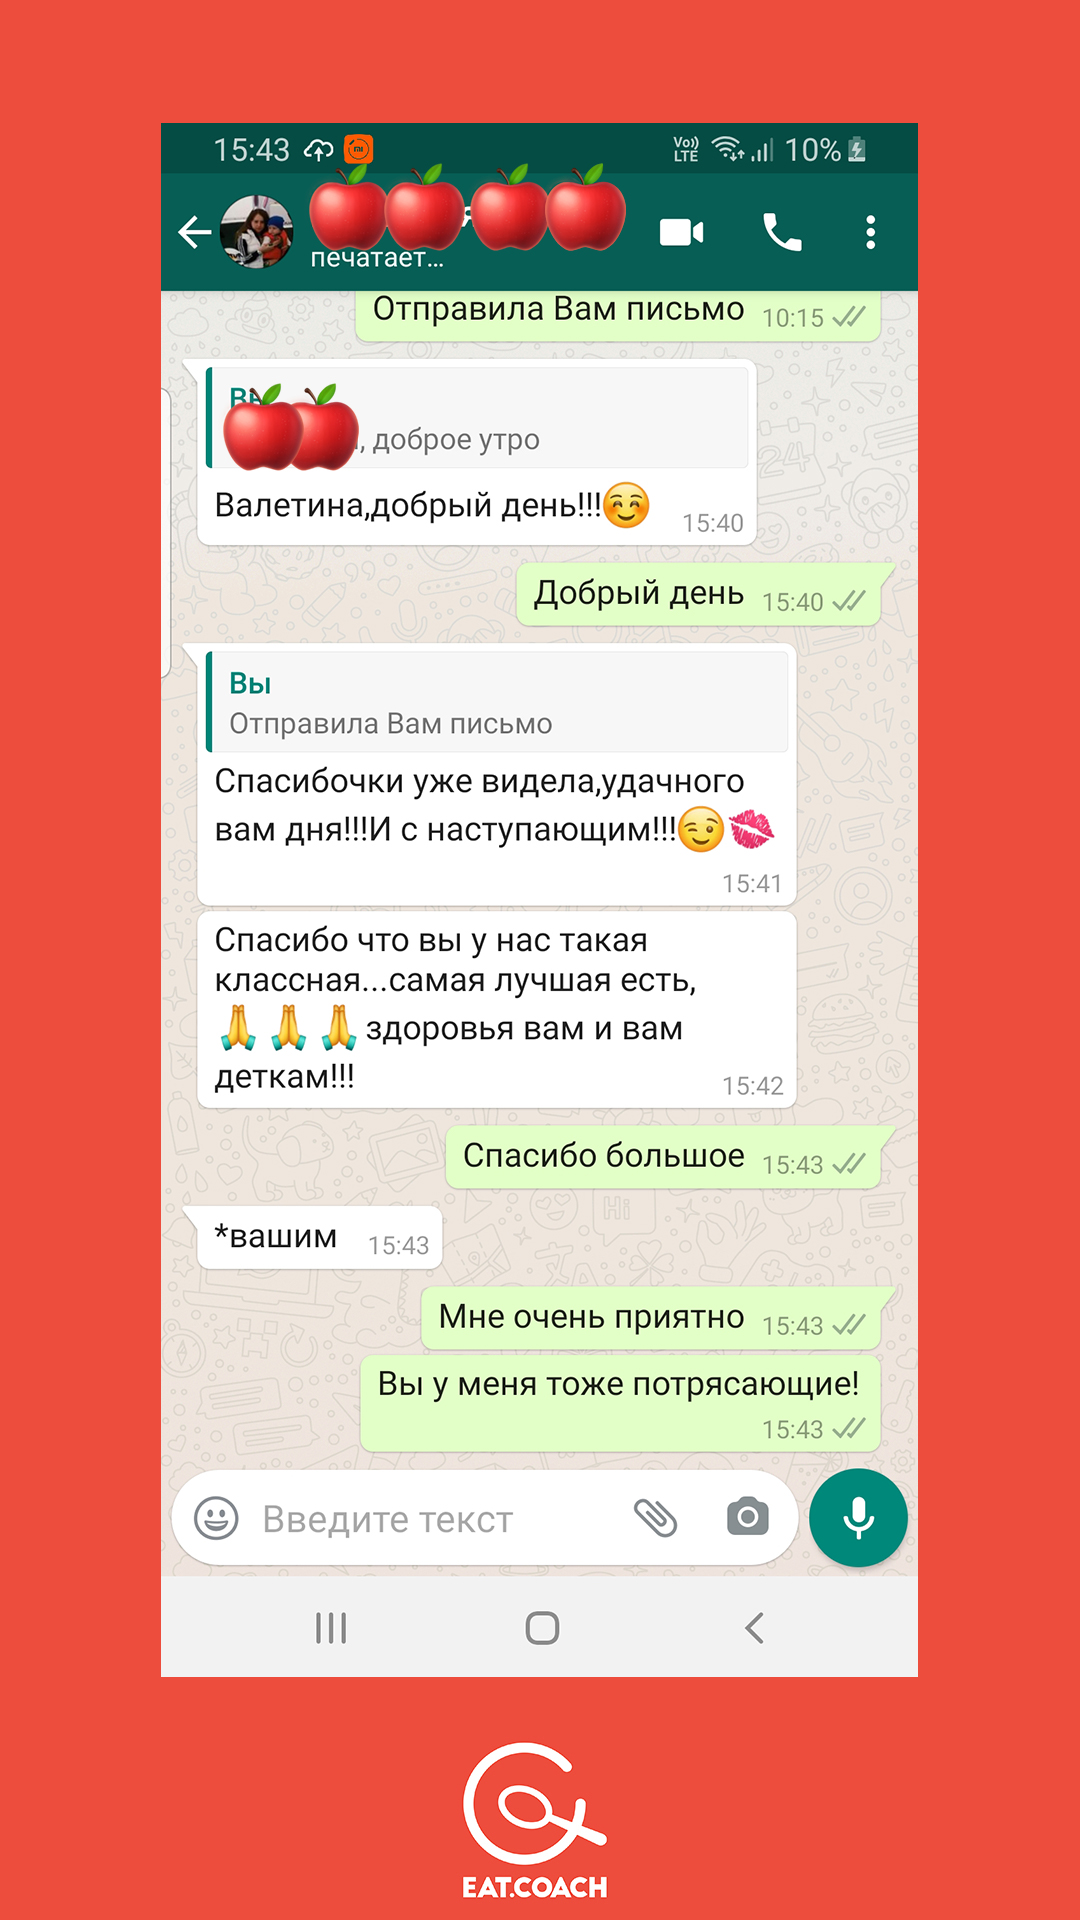 15:43
Vo)) LTE
10%
печатает...
Отправила Вам письмо 10:15
, доброе утро
Валетина,добрый день!!!☺️ 15:40
Добрый день 15:40
Вы
Отправила Вам письмо
Спасибочки уже видела,удачного
вам дня!!!И с наступающим!!!😉💋
15:41
Спасибо что вы у нас такая
классная...самая лучшая есть,
🙏🙏🙏здоровья вам и вам
деткам!!! 15:42
Спасибо большое 15:43
*вашим 15:43
Мне очень приятно 15:43
Вы у меня тоже потрясающие!
15:43
Введите текст
EAT.COACH